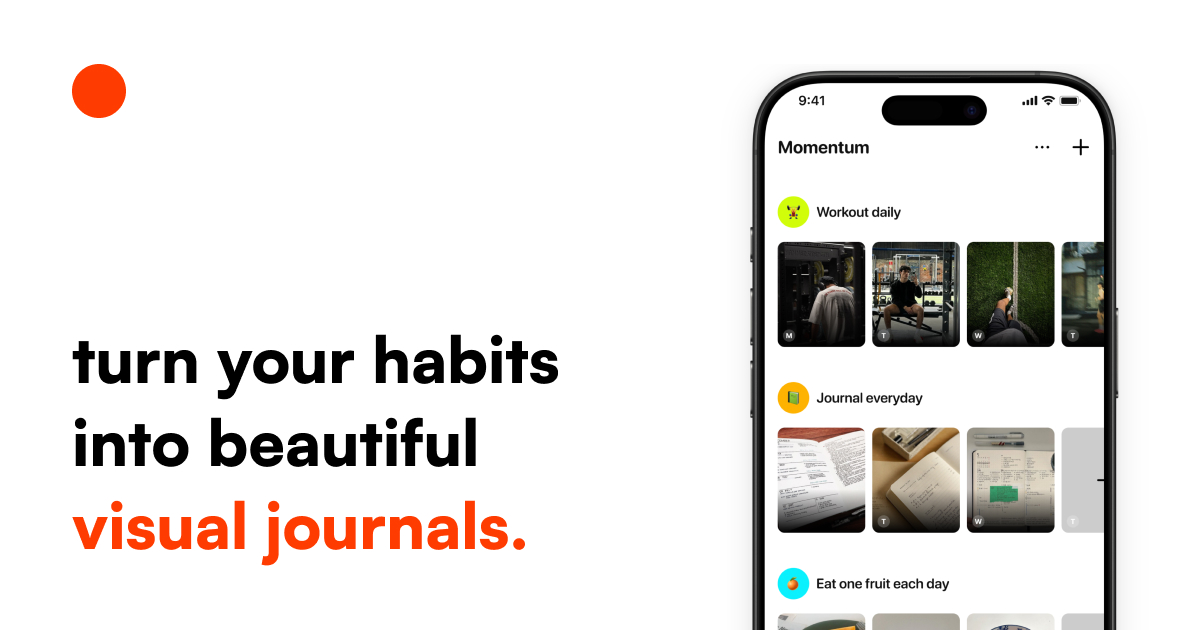 turn your habits
into beautiful
visual journals.
9:41
Momentum
Workout daily
M
T
W
T
Journal everyday
T
W
T
Eat one fruit each day